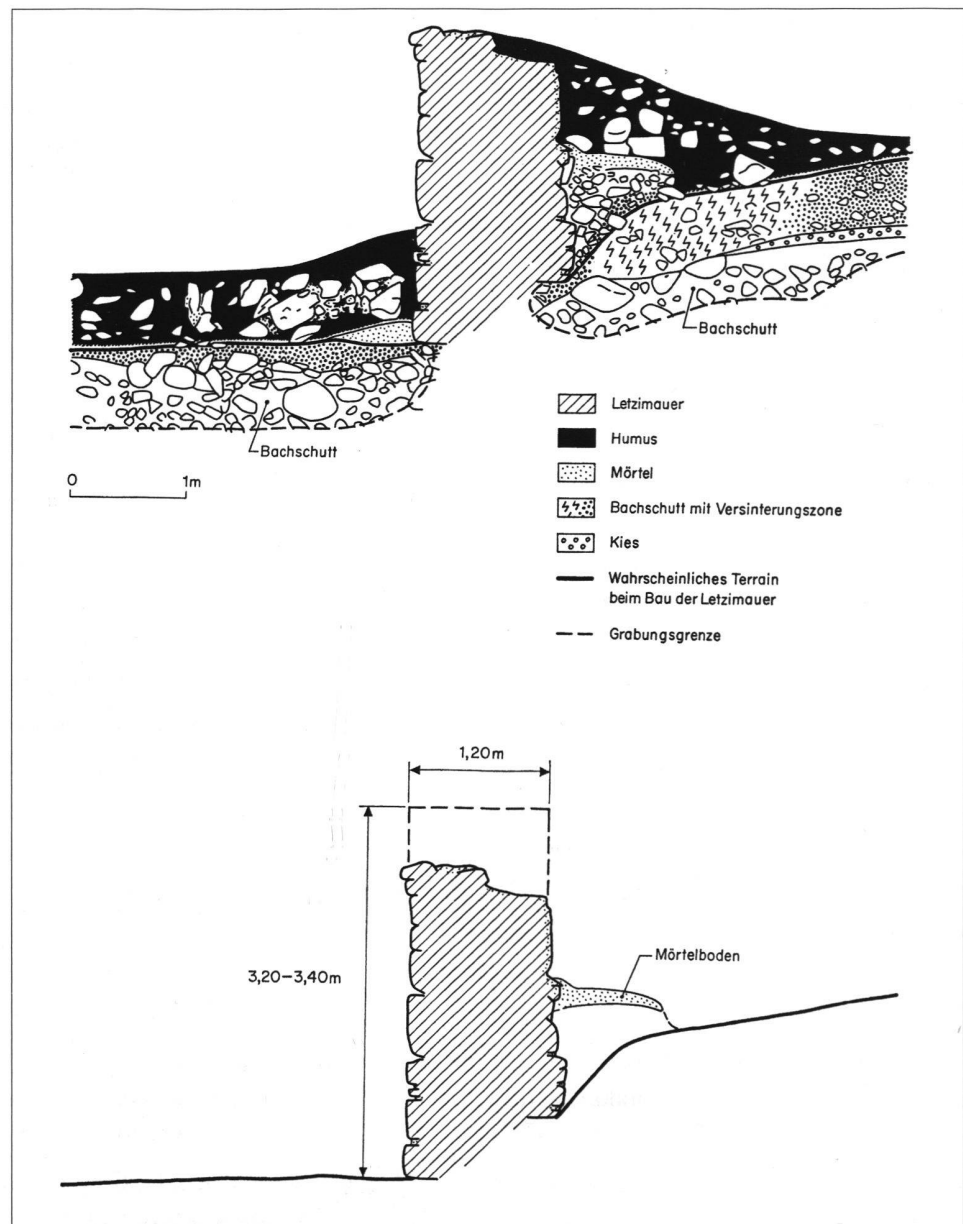 Bachschutt
Bachschutt
0 1m
Letzimauer
Humus
Mörtel
Bachschutt mit Versinterungszone
Kies
Wahrscheinliches Terrain
beim Bau der Letzimauer
Grabungsgrenze
1,20m
Mörtelboden
3,20–3,40m